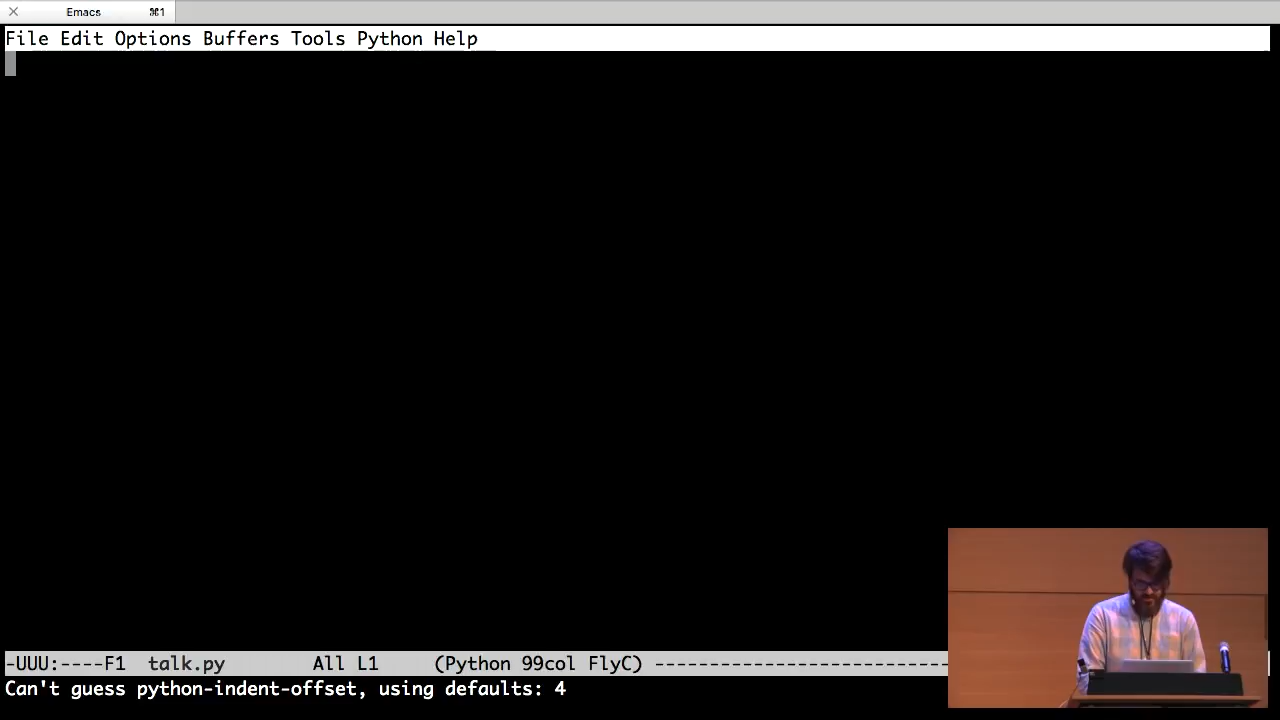 Emacs ⌘1
File Edit Options Buffers Tools Python Help
-UUU:----F1 talk.py All L1 (Python 99col FlyC) ---------------------------
Can't guess python-indent-offset, using defaults: 4